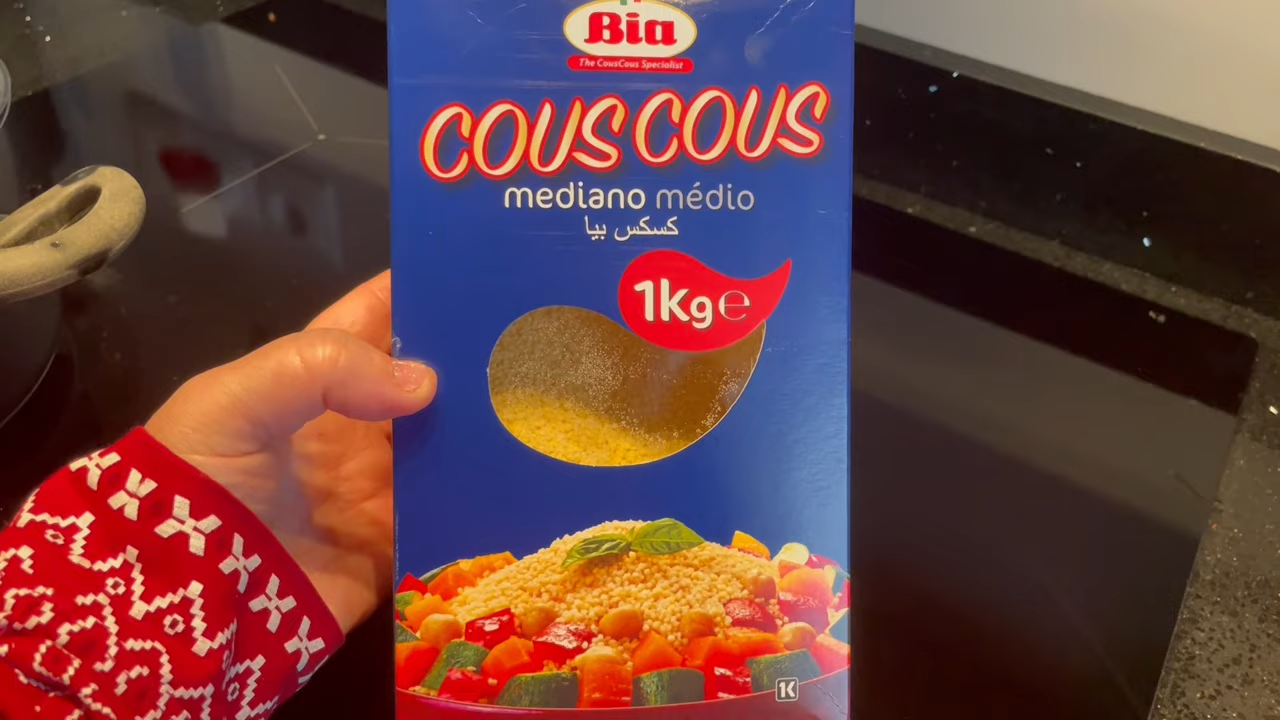 Bia
The CousCous Specialist
COUSCOUS
mediano médio
كسكس بيا
1kg℮
K